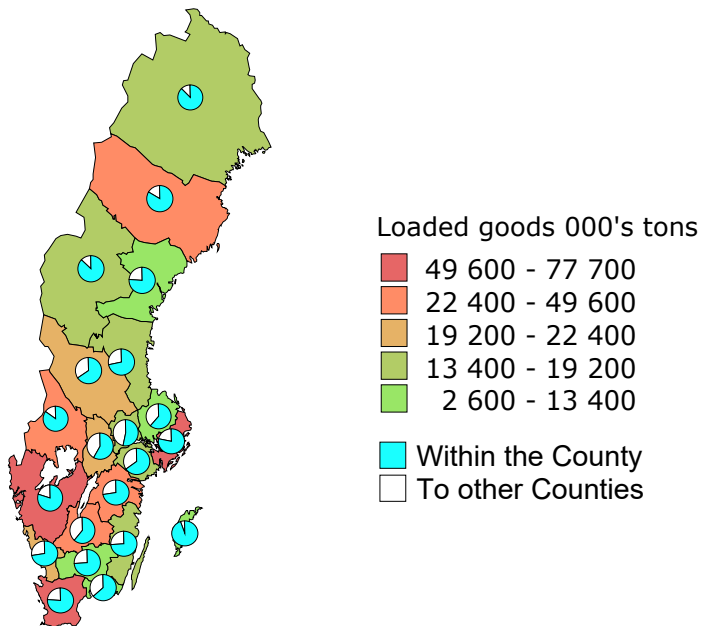 Loaded goods 000's tons
49 600 - 77 700
22 400 - 49 600
19 200 - 22 400
13 400 - 19 200
2 600 - 13 400
Within the County
To other Counties